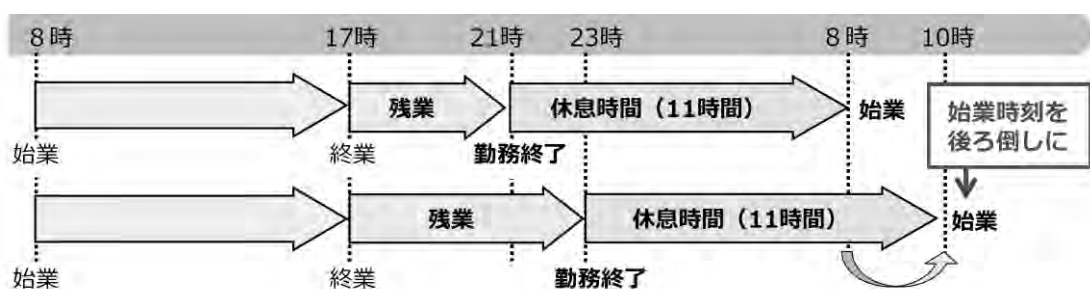 8時 17時 21時 23時 8時 10時
残業 休息時間（11時間） 始業
始業時刻を
後ろ倒しに
始業 終業 勤務終了
残業 休息時間（11時間） 始業
始業 終業 勤務終了